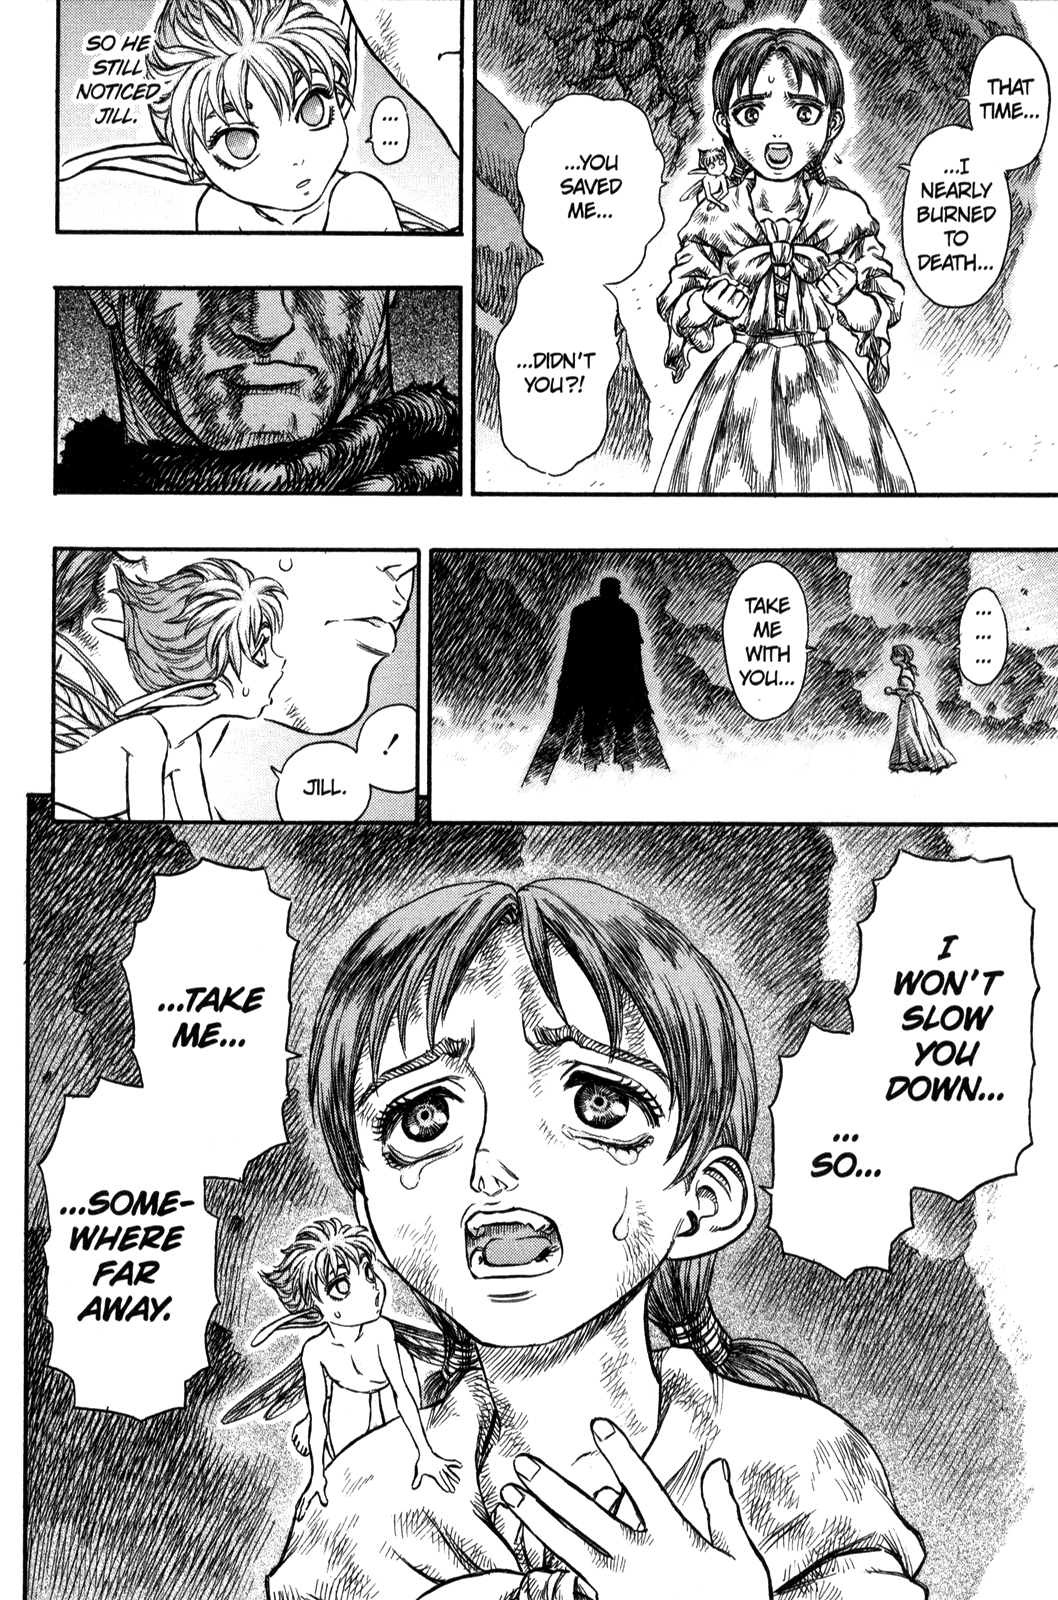 THAT
TIME...
...I
NEARLY
BURNED
TO
DEATH...
...YOU
SAVED
ME...
...DIDN'T
YOU?!
SO HE
STILL
NOTICED
JILL.
...
...
...
...
...
TAKE
ME
WITH
YOU...
!
JILL.
I
WON'T
SLOW
YOU
DOWN...
...
SO...
...TAKE
ME...
...SOME-
WHERE
FAR
AWAY.